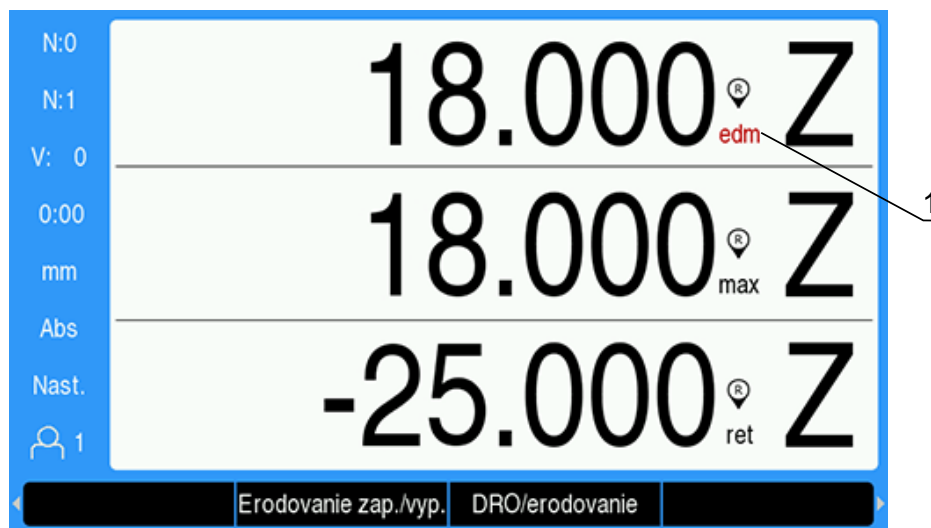 N:0
N:1
V: 0
0:00
mm
Abs
Nast.
1
18.000 R edm Z
18.000 R max Z
-25.000 R ret Z
1
Erodovanie zap./vyp. DRO/erodovanie